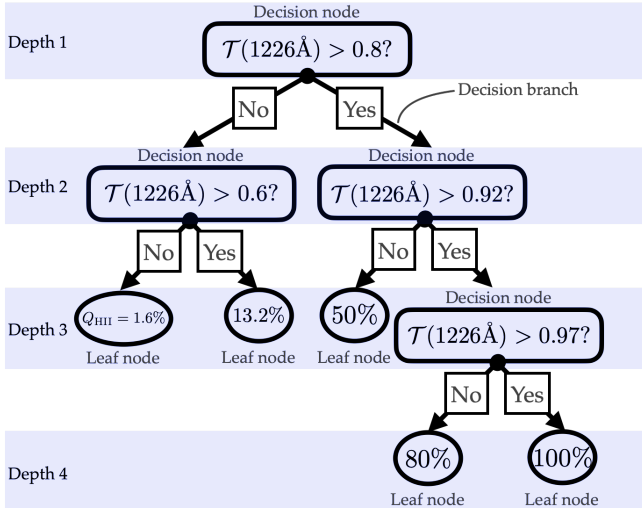 Decision node
Depth 1
𝒯(1226Å) > 0.8?
No
Yes
Decision branch
Decision node
Decision node
Depth 2
𝒯(1226Å) > 0.6?
𝒯(1226Å) > 0.92?
No
Yes
No
Yes
Decision node
Depth 3
Q_HII = 1.6%
13.2%
50%
𝒯(1226Å) > 0.97?
Leaf node
Leaf node
Leaf node
No
Yes
Depth 4
80%
100%
Leaf node
Leaf node